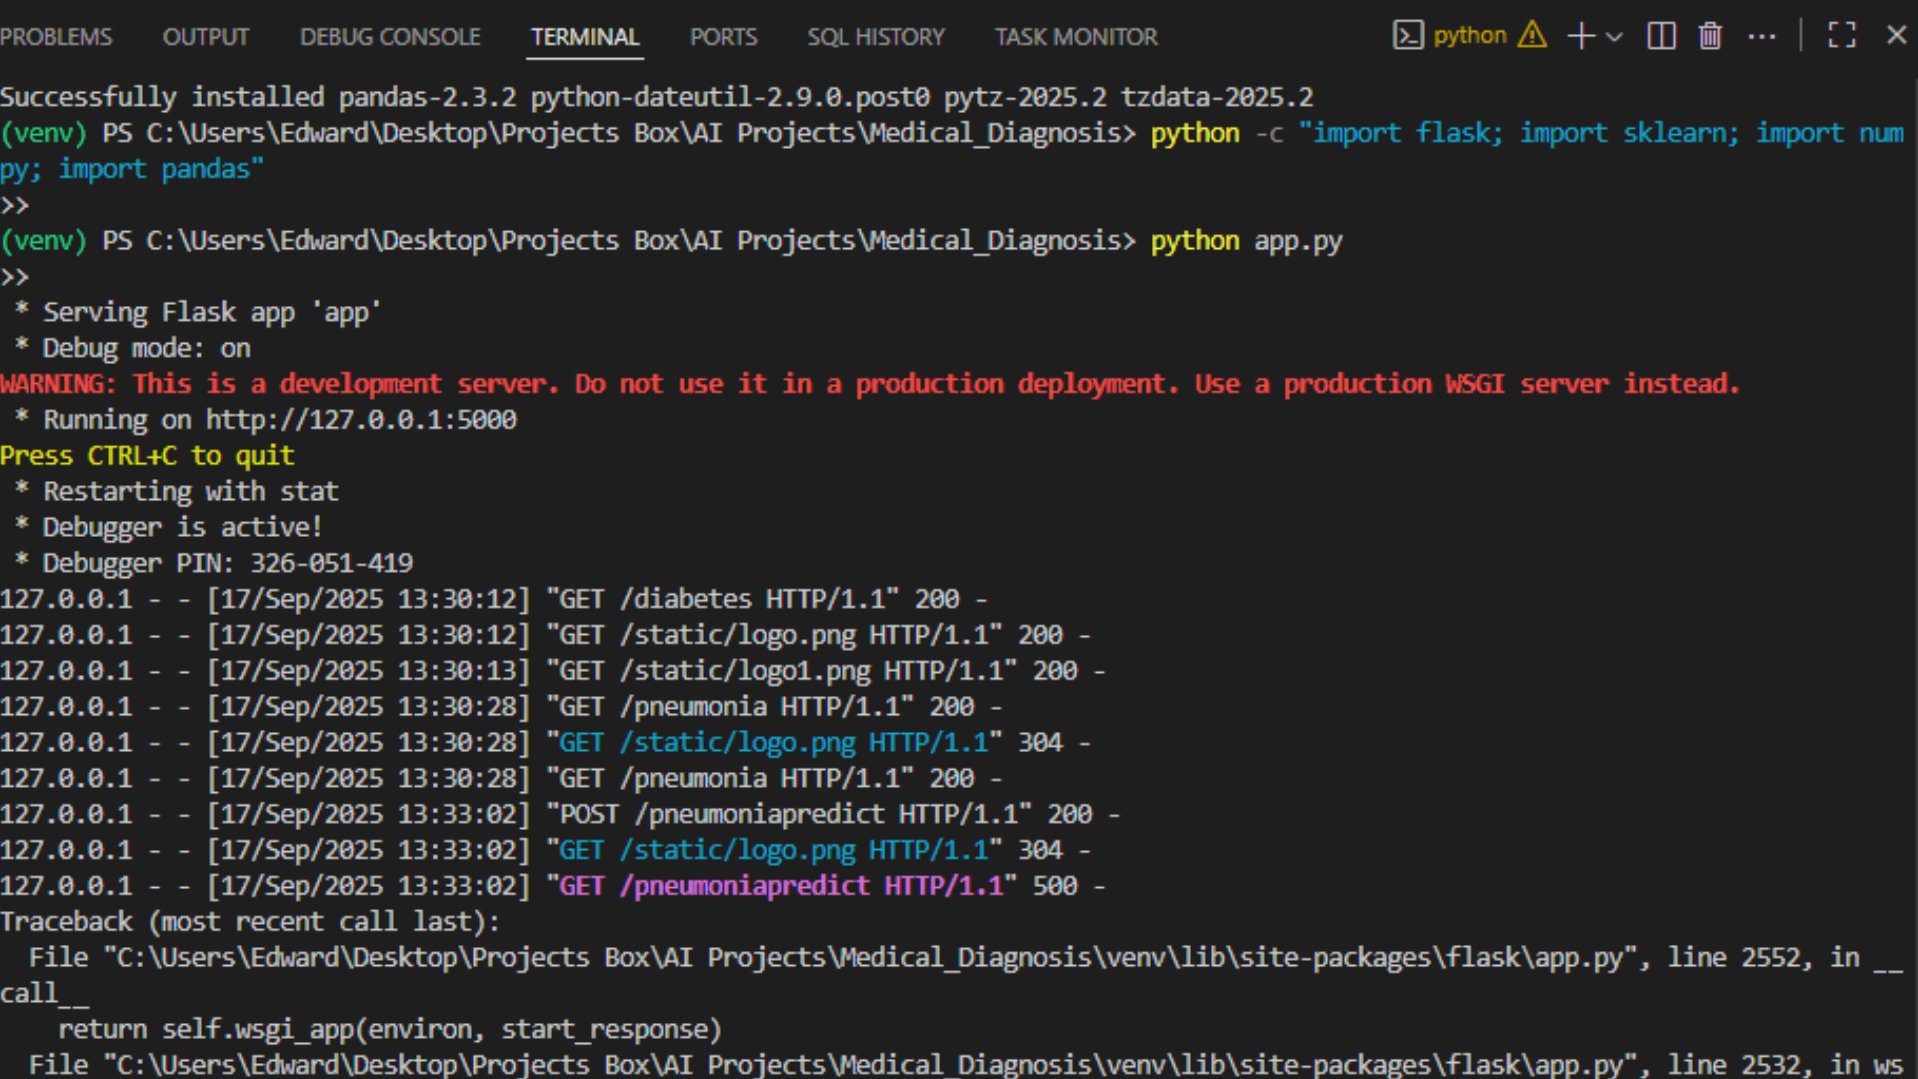 PROBLEMS OUTPUT DEBUG CONSOLE TERMINAL PORTS SQL HISTORY TASK MONITOR python
Successfully installed pandas-2.3.2 python-dateutil-2.9.0.post0 pytz-2025.2 tzdata-2025.2
(venv) PS C:\Users\Edward\Desktop\Projects Box\AI Projects\Medical_Diagnosis> python -c "import flask; import sklearn; import num
py; import pandas"
>>
(venv) PS C:\Users\Edward\Desktop\Projects Box\AI Projects\Medical_Diagnosis> python app.py
>>
 * Serving Flask app 'app'
 * Debug mode: on
WARNING: This is a development server. Do not use it in a production deployment. Use a production WSGI server instead.
 * Running on http://127.0.0.1:5000
Press CTRL+C to quit
 * Restarting with stat
 * Debugger is active!
 * Debugger PIN: 326-051-419
127.0.0.1 - - [17/Sep/2025 13:30:12] "GET /diabetes HTTP/1.1" 200 -
127.0.0.1 - - [17/Sep/2025 13:30:12] "GET /static/logo.png HTTP/1.1" 200 -
127.0.0.1 - - [17/Sep/2025 13:30:13] "GET /static/logo1.png HTTP/1.1" 200 -
127.0.0.1 - - [17/Sep/2025 13:30:28] "GET /pneumonia HTTP/1.1" 200 -
127.0.0.1 - - [17/Sep/2025 13:30:28] "GET /static/logo.png HTTP/1.1" 304 -
127.0.0.1 - - [17/Sep/2025 13:30:28] "GET /pneumonia HTTP/1.1" 200 -
127.0.0.1 - - [17/Sep/2025 13:33:02] "POST /pneumoniapredict HTTP/1.1" 200 -
127.0.0.1 - - [17/Sep/2025 13:33:02] "GET /static/logo.png HTTP/1.1" 304 -
127.0.0.1 - - [17/Sep/2025 13:33:02] "GET /pneumoniapredict HTTP/1.1" 500 -
Traceback (most recent call last):
  File "C:\Users\Edward\Desktop\Projects Box\AI Projects\Medical_Diagnosis\venv\lib\site-packages\flask\app.py", line 2552, in __
call__
    return self.wsgi_app(environ, start_response)
  File "C:\Users\Edward\Desktop\Projects Box\AI Projects\Medical_Diagnosis\venv\lib\site-packages\flask\app.py", line 2532, in ws